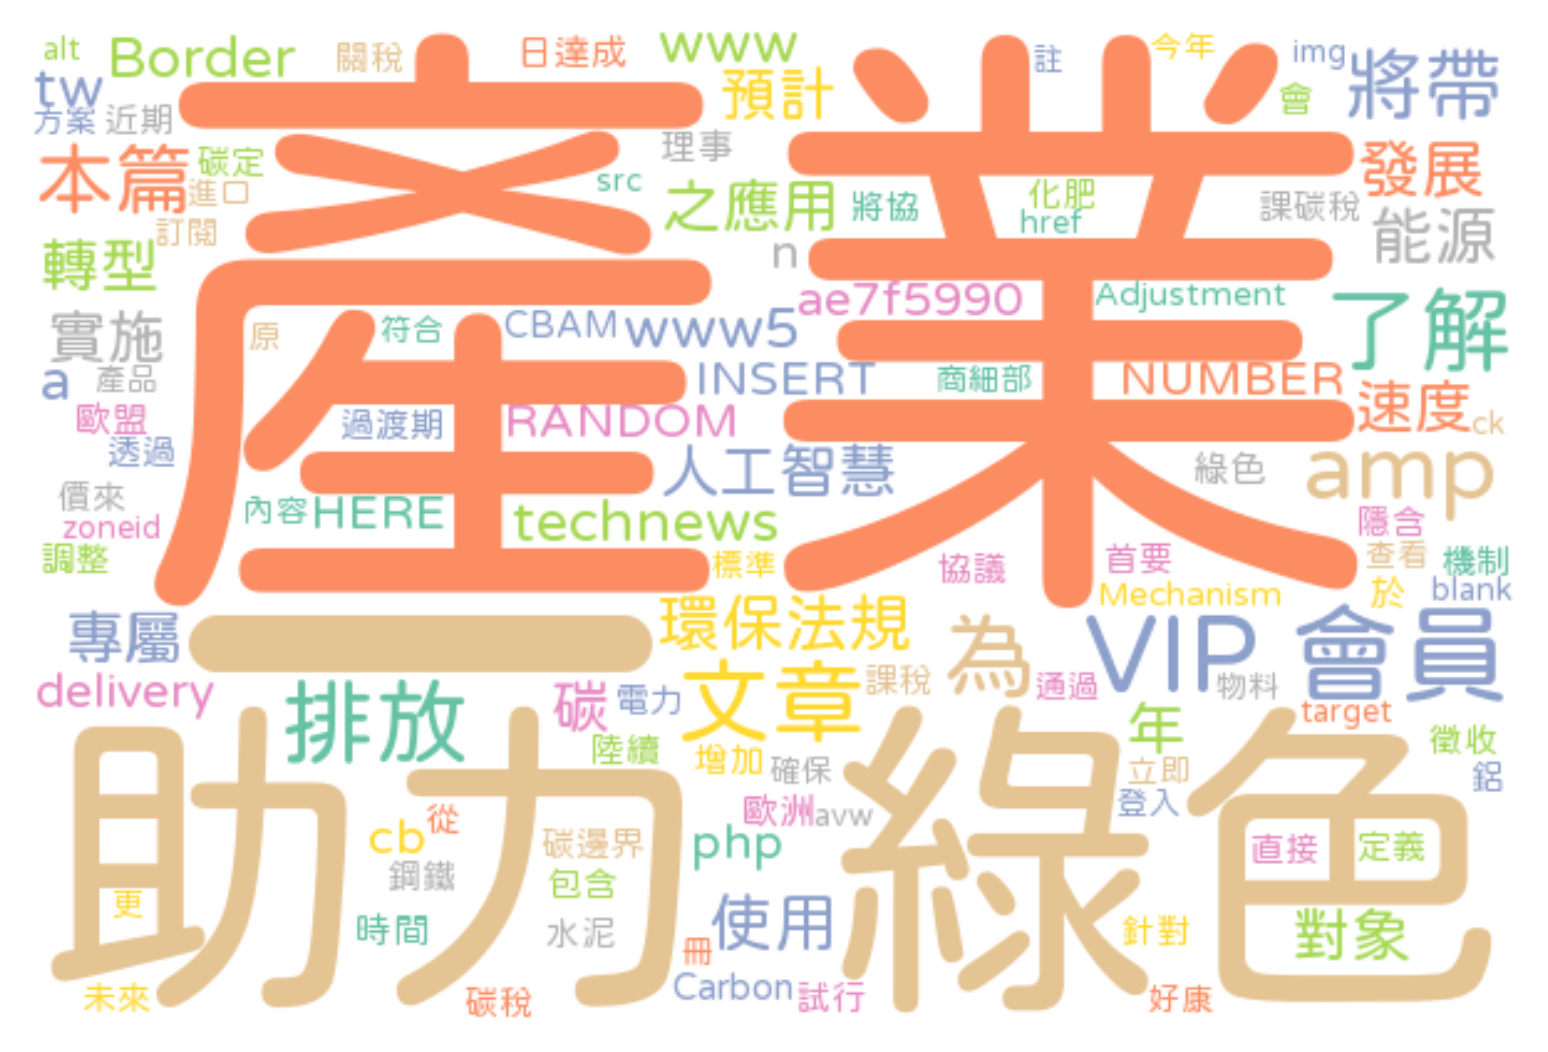 alt
Border
關稅
日達成
www
註
今年
img
將帶
tw
預計
會
方案
近期
理事
本篇
碳定
產業
發展
進口
src
之應用
將協
化肥
課碳稅
訂閱
href
能源
轉型
n
ae7f5990
Adjustment
了解
實施
原
符合
CBAM
www5
a
產品
INSERT
商細部
NUMBER
歐盟
過渡期
RANDOM
速度
ck
透過
人工智慧
綠色
amp
價來
內容
HERE
zoneid
technews
隱含
調整
標準
協議
首要
查看
機制
Mechanism
於
blank
專屬
一
環保法規
為
VIP
會員
delivery
排放
碳
電力
文章
課稅
通過
物料
target
年
陸續
增加
確保
立即
徵收
鋁
助力
綠色
從
歐洲
avw
登入
cb
碳邊界
php
直接
定義
鋼鐵
包含
更
時間
水泥
使用
針對
對象
冊
未來
碳稅
Carbon
試行
好康